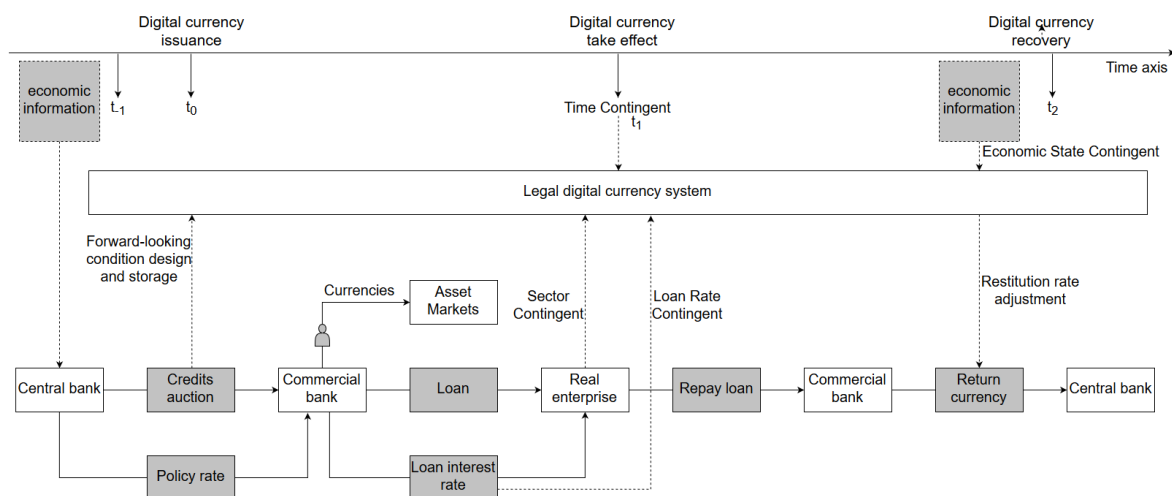 Digital currency
issuance
Digital currency
take effect
Digital currency
recovery
Time axis
economic
information
t-1
t0
Time Contingent
t1
economic
information
t2
Economic State Contingent
Legal digital currency system
Forward-looking
condition design
and storage
Currencies
Asset
Markets
Sector
Contingent
Loan Rate
Contingent
Restitution rate
adjustment
Central bank
Credits
auction
Commercial
bank
Loan
Real
enterprise
Repay loan
Commercial
bank
Return
currency
Central bank
Policy rate
Loan interest
rate